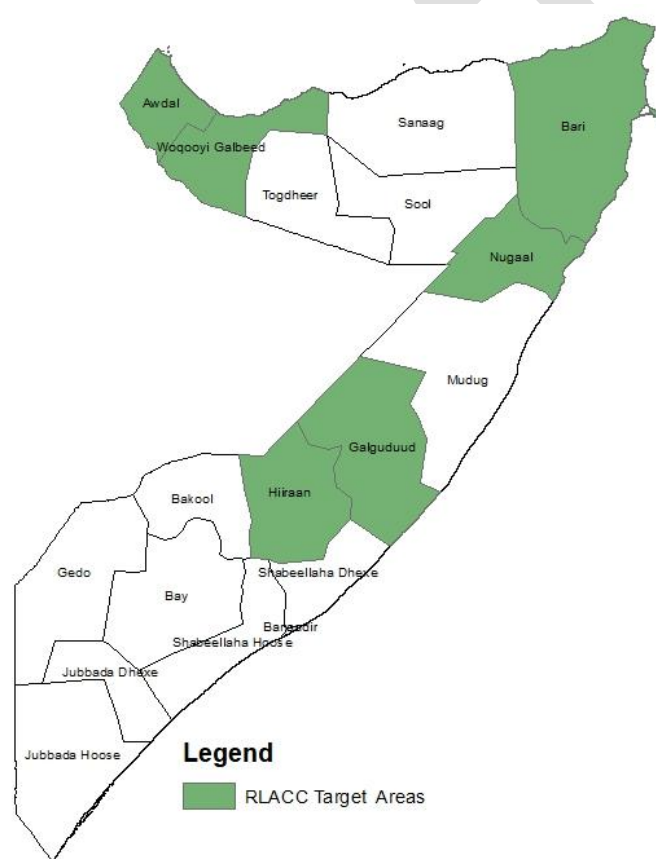 Awdal
Bari
Sanaag
Woqooyi Galbeed
Togdheer
Sool
Nugaal
Mudug
Galguduud
Hiiraan
Bakool
Gedo
Shabeellaha Dhexe
Bay
Banaadir
Shabeellaha Hoose
Jubbada Dhexe
Jubbada Hoose
Legend
RLACC Target Areas